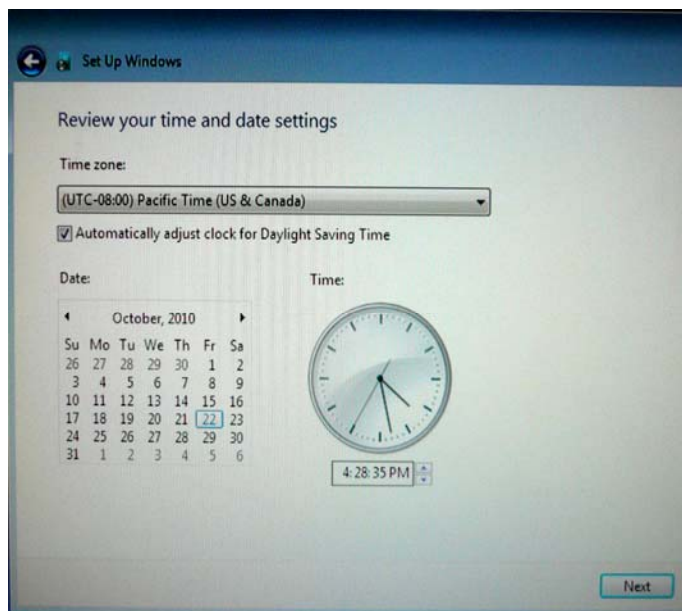 Set Up Windows
Review your time and date settings
Time zone:
(UTC-08:00) Pacific Time (US & Canada)
Automatically adjust clock for Daylight Saving Time
Date:
Time:
October, 2010
Su Mo Tu We Th Fr Sa
26 27 28 29 30 1 2
3 4 5 6 7 8 9
10 11 12 13 14 15 16
17 18 19 20 21 22 23
24 25 26 27 28 29 30
31 1 2 3 4 5 6
4:28:35 PM
Next